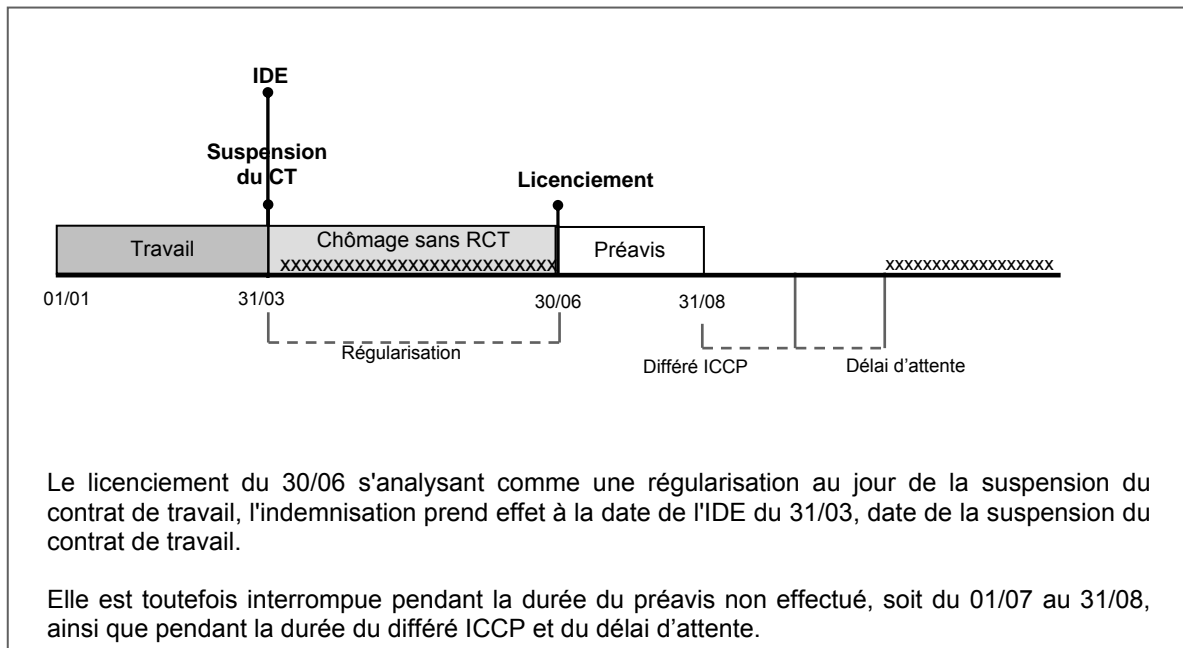 IDE
Suspension
du CT
Licenciement
Travail
Chômage sans RCT
Préavis
xxxxxxxxxxxxxxxxxxxxxxxxxx
xxxxxxxxxxxxxxxxxx
01/01
31/03
30/06
31/08
Régularisation
Différé ICCP
Délai d'attente
Le licenciement du 30/06 s'analysant comme une régularisation au jour de la suspension du
contrat de travail, l'indemnisation prend effet à la date de l'IDE du 31/03, date de la suspension du
contrat de travail.
Elle est toutefois interrompue pendant la durée du préavis non effectué, soit du 01/07 au 31/08,
ainsi que pendant la durée du différé ICCP et du délai d'attente.